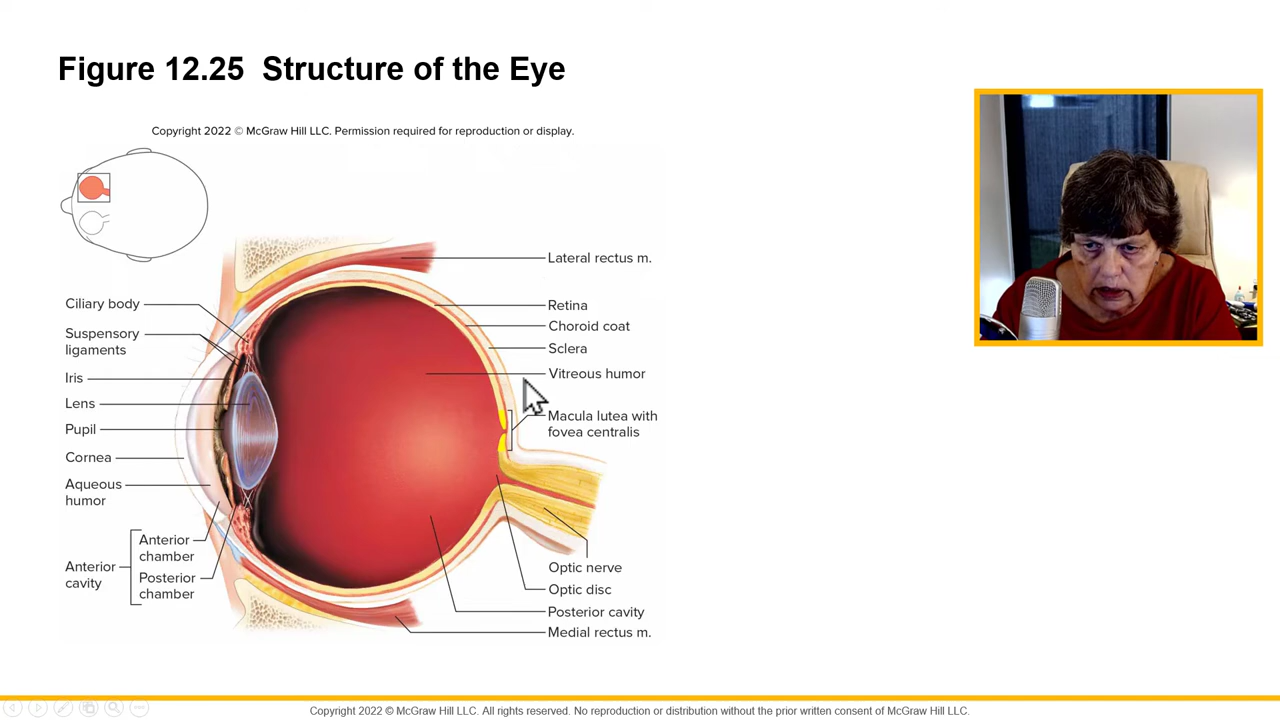 Figure 12.25 Structure of the Eye
Copyright 2022 © McGraw Hill LLC. Permission required for reproduction or display.
Lateral rectus m.
Ciliary body
Suspensory
ligaments
Iris
Lens
Pupil
Cornea
Aqueous
humor
Anterior
cavity
Anterior
chamber
Posterior
chamber
Retina
Choroid coat
Sclera
Vitreous humor
Macula lutea with
fovea centralis
Optic nerve
Optic disc
Posterior cavity
Medial rectus m.
Copyright 2022 © McGraw Hill LLC. All rights reserved. No reproduction or distribution without the prior written consent of McGraw Hill LLC.